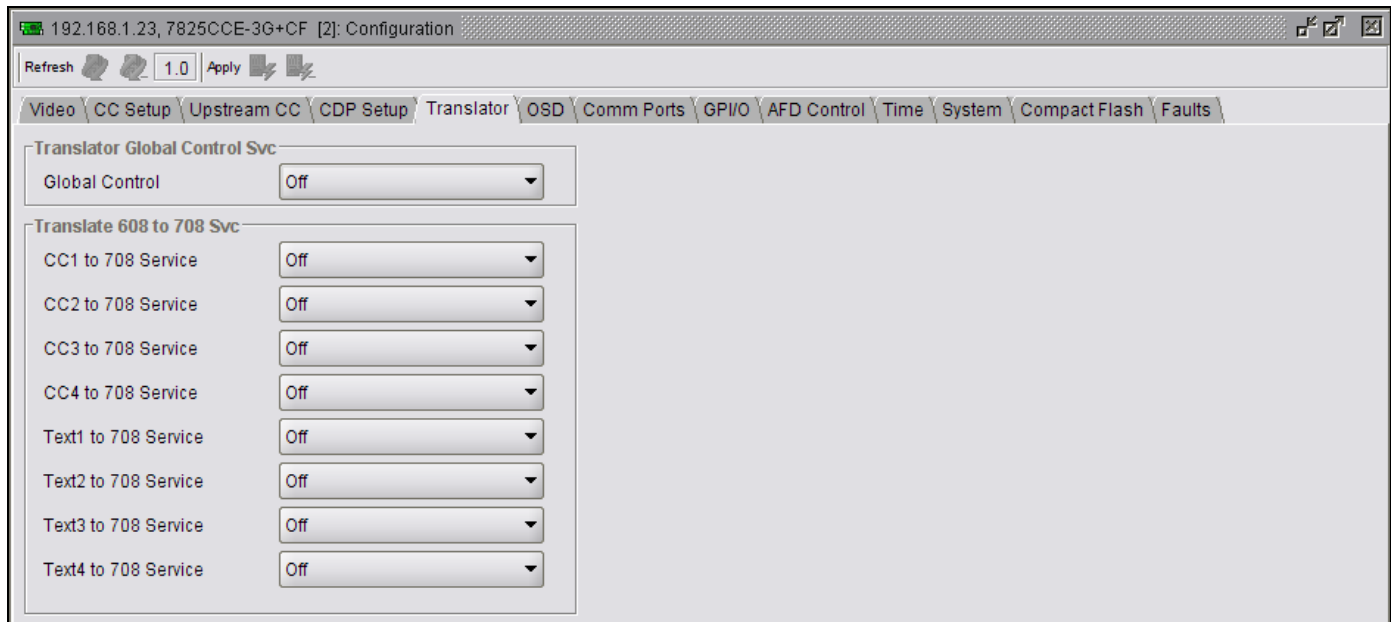 192.168.1.23, 7825CCE-3G+CF [2]: Configuration
Refresh 1.0 Apply
Video CC Setup Upstream CC CDP Setup Translator OSD Comm Ports GPI/O AFD Control Time System Compact Flash Faults
Translator Global Control Svc
Global Control Off
Translate 608 to 708 Svc
CC1 to 708 Service Off
CC2 to 708 Service Off
CC3 to 708 Service Off
CC4 to 708 Service Off
Text1 to 708 Service Off
Text2 to 708 Service Off
Text3 to 708 Service Off
Text4 to 708 Service Off